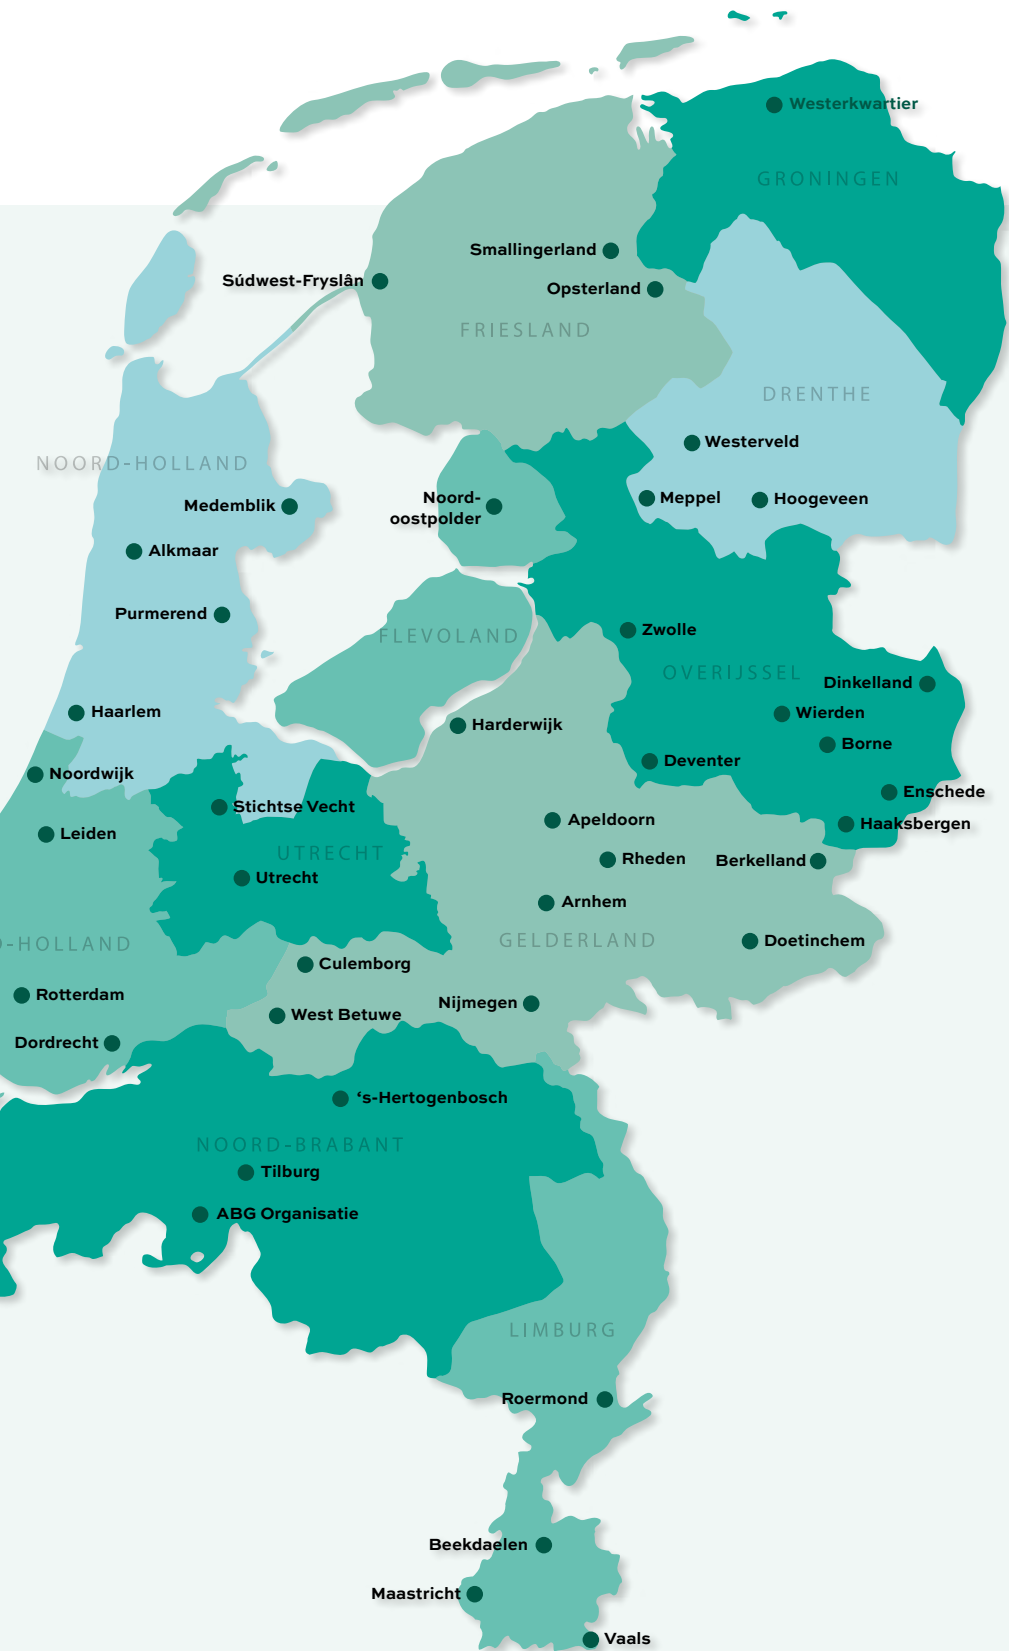 Westerkwartier
GRONINGEN
Smallingerland
Súdwest-Fryslân
Opsterland
FRIESLAND
DRENTHE
Westerveld
NOORD-HOLLAND
Noord-
oostpolder
Meppel
Hoogeveen
Medemblik
Alkmaar
Purmerend
Zwolle
FLEVOLAND
OVERIJSSEL
Dinkelland
Haarlem
Wierden
Harderwijk
Borne
Deventer
Noordwijk
Enschede
Stichtse Vecht
Apeldoorn
Haaksbergen
Leiden
UTRECHT
Rheden
Berkelland
Utrecht
Arnhem
GELDERLAND
Doetinchem
-HOLLAND
Culemborg
Rotterdam
Nijmegen
West Betuwe
Dordrecht
‘s-Hertogenbosch
NOORD-BRABANT
Tilburg
ABG Organisatie
LIMBURG
Roermond
Beekdaelen
Maastricht
Vaals